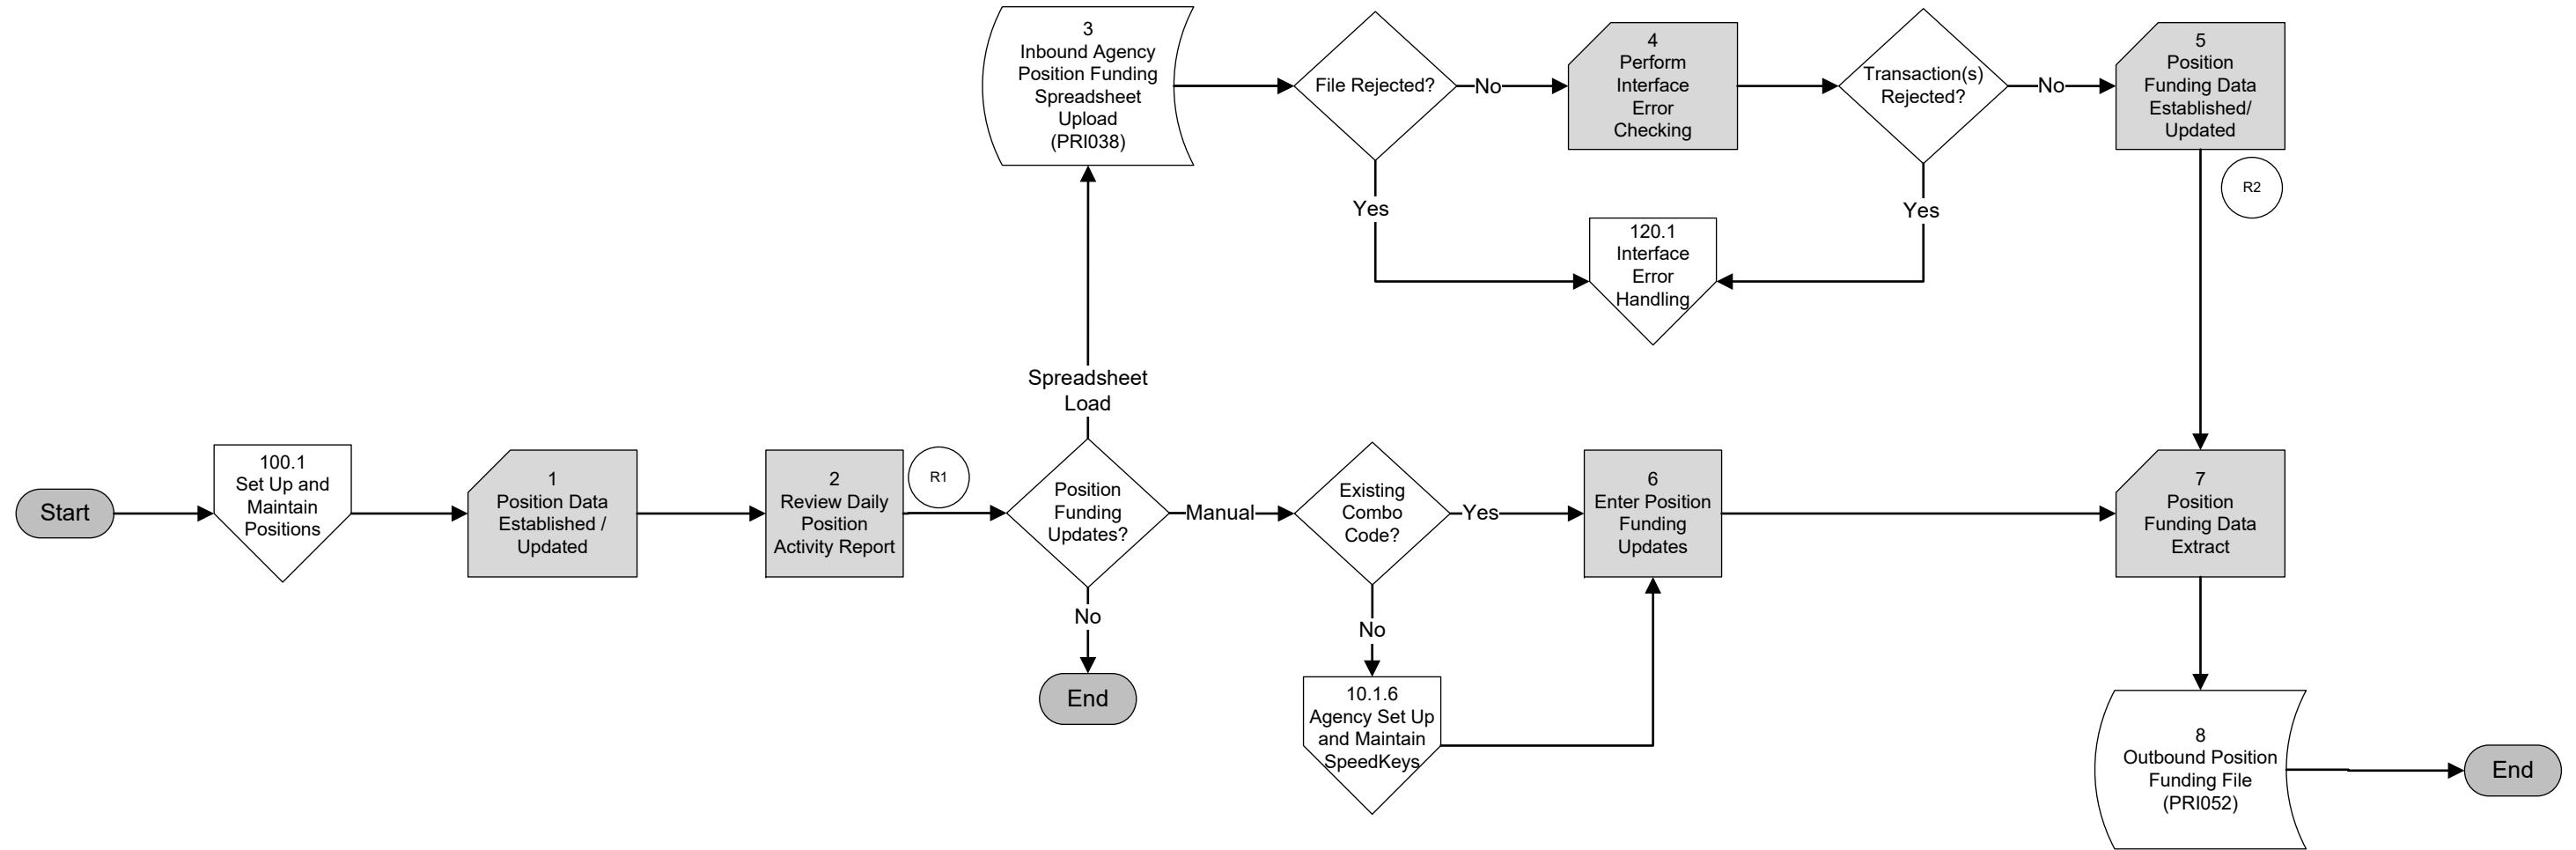 3
Inbound Agency
Position Funding
Spreadsheet
Upload
(PRI038)
File Rejected?
No
4
Perform
Interface
Error
Checking
Transaction(s)
Rejected?
No
5
Position
Funding Data
Established/
Updated
R2
Yes
Yes
120.1
Interface
Error
Handling
Spreadsheet
Load
Start
100.1
Set Up and
Maintain
Positions
1
Position Data
Established /
Updated
2
Review Daily
Position
Activity Report
R1
Position
Funding
Updates?
Manual
Existing
Combo
Code?
Yes
6
Enter Position
Funding
Updates
7
Position
Funding Data
Extract
No
End
No
10.1.6
Agency Set Up
and Maintain
SpeedKeys
8
Outbound Position
Funding File
(PRI052)
End